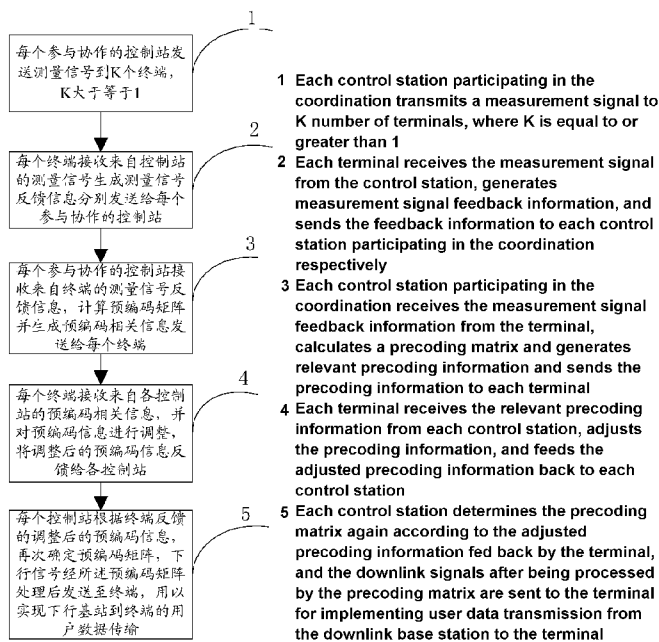 1
每个参与协作的控制站发
送测量信号到K个终端，
K大于等于1
2
每个终端接收来自控制站
的测量信号生成测量信号
反馈信息分别发送给每个
参与协作的控制站
3
每个参与协作的控制站接
收来自终端的测量信号反
馈信息，计算预编码矩阵
并生成预编码相关信息发
送给每个终端
4
每个终端接收来自各控制
站的预编码相关信息，并
对预编码信息进行调整，
将调整后的预编码信息反
馈给各控制站
5
每个控制站根据终端反馈
的调整后的预编码信息，
再次确定预编码矩阵，下
行信号经所述预编码矩阵
处理后发送至终端，用以
实现下行基站到终端的用
户数据传输
1 Each control station participating in the
coordination transmits a measurement signal to
K number of terminals, where K is equal to or
greater than 1
2 Each terminal receives the measurement signal
from the control station, generates
measurement signal feedback information, and
sends the feedback information to each control
station participating in the coordination
respectively
3 Each control station participating in the
coordination receives the measurement signal
feedback information from the terminal,
calculates a precoding matrix and generates
relevant precoding information and sends the
precoding information to each terminal
4 Each terminal receives the relevant precoding
information from each control station, adjusts
the precoding information, and feeds the
adjusted precoding information back to each
control station
5 Each control station determines the precoding
matrix again according to the adjusted
precoding information fed back by the terminal,
and the downlink signals after being processed
by the precoding matrix are sent to the terminal
for implementing user data transmission from
the downlink base station to the terminal